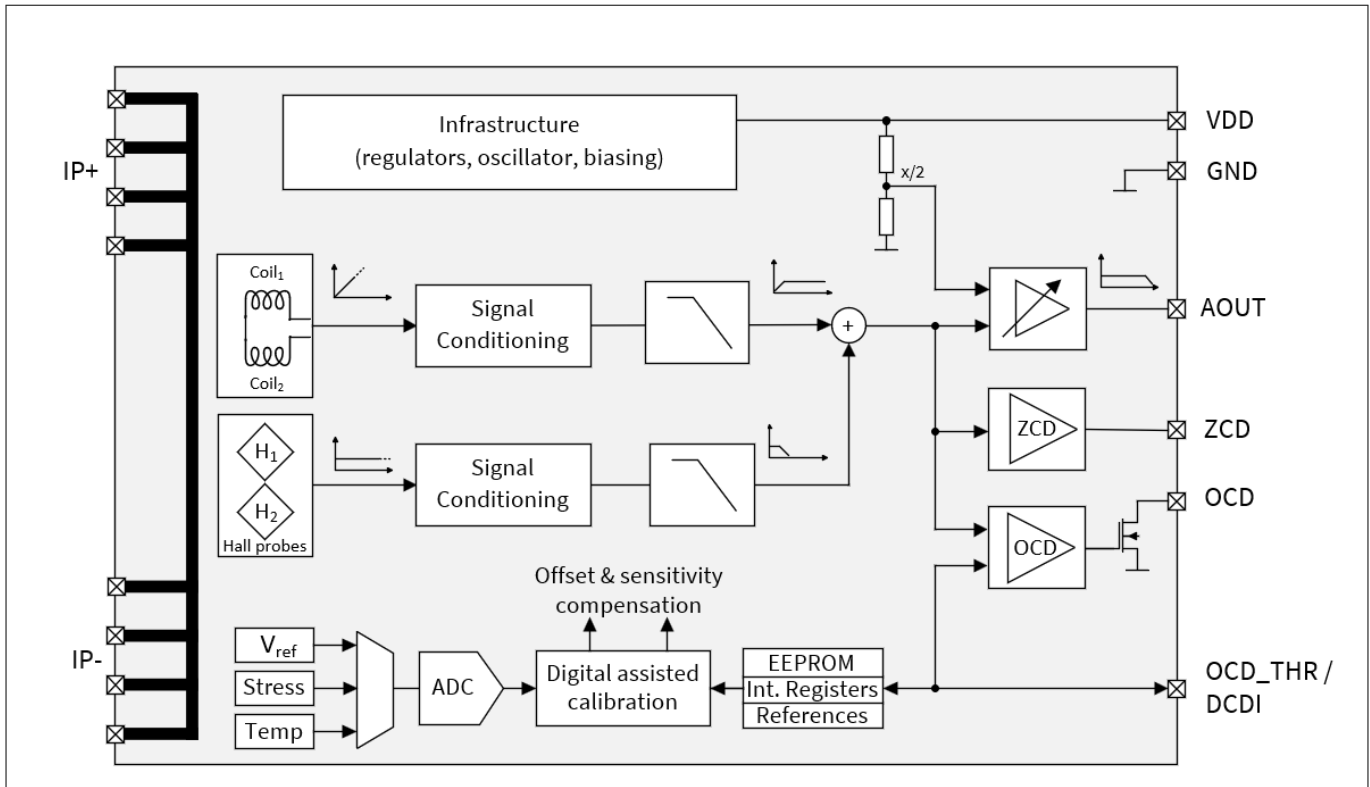 Infrastructure
(regulators, oscillator, biasing)
VDD
IP+
x/2
GND
Coil₁
Coil₂
Signal
Conditioning
+
AOUT
H₁
H₂
Hall probes
Signal
Conditioning
ZCD
ZCD
OCD
OCD
Offset & sensitivity
compensation
IP-
Vref
Stress
Temp
ADC
Digital assisted
calibration
EEPROM
Int. Registers
References
OCD_THR /
DCDI